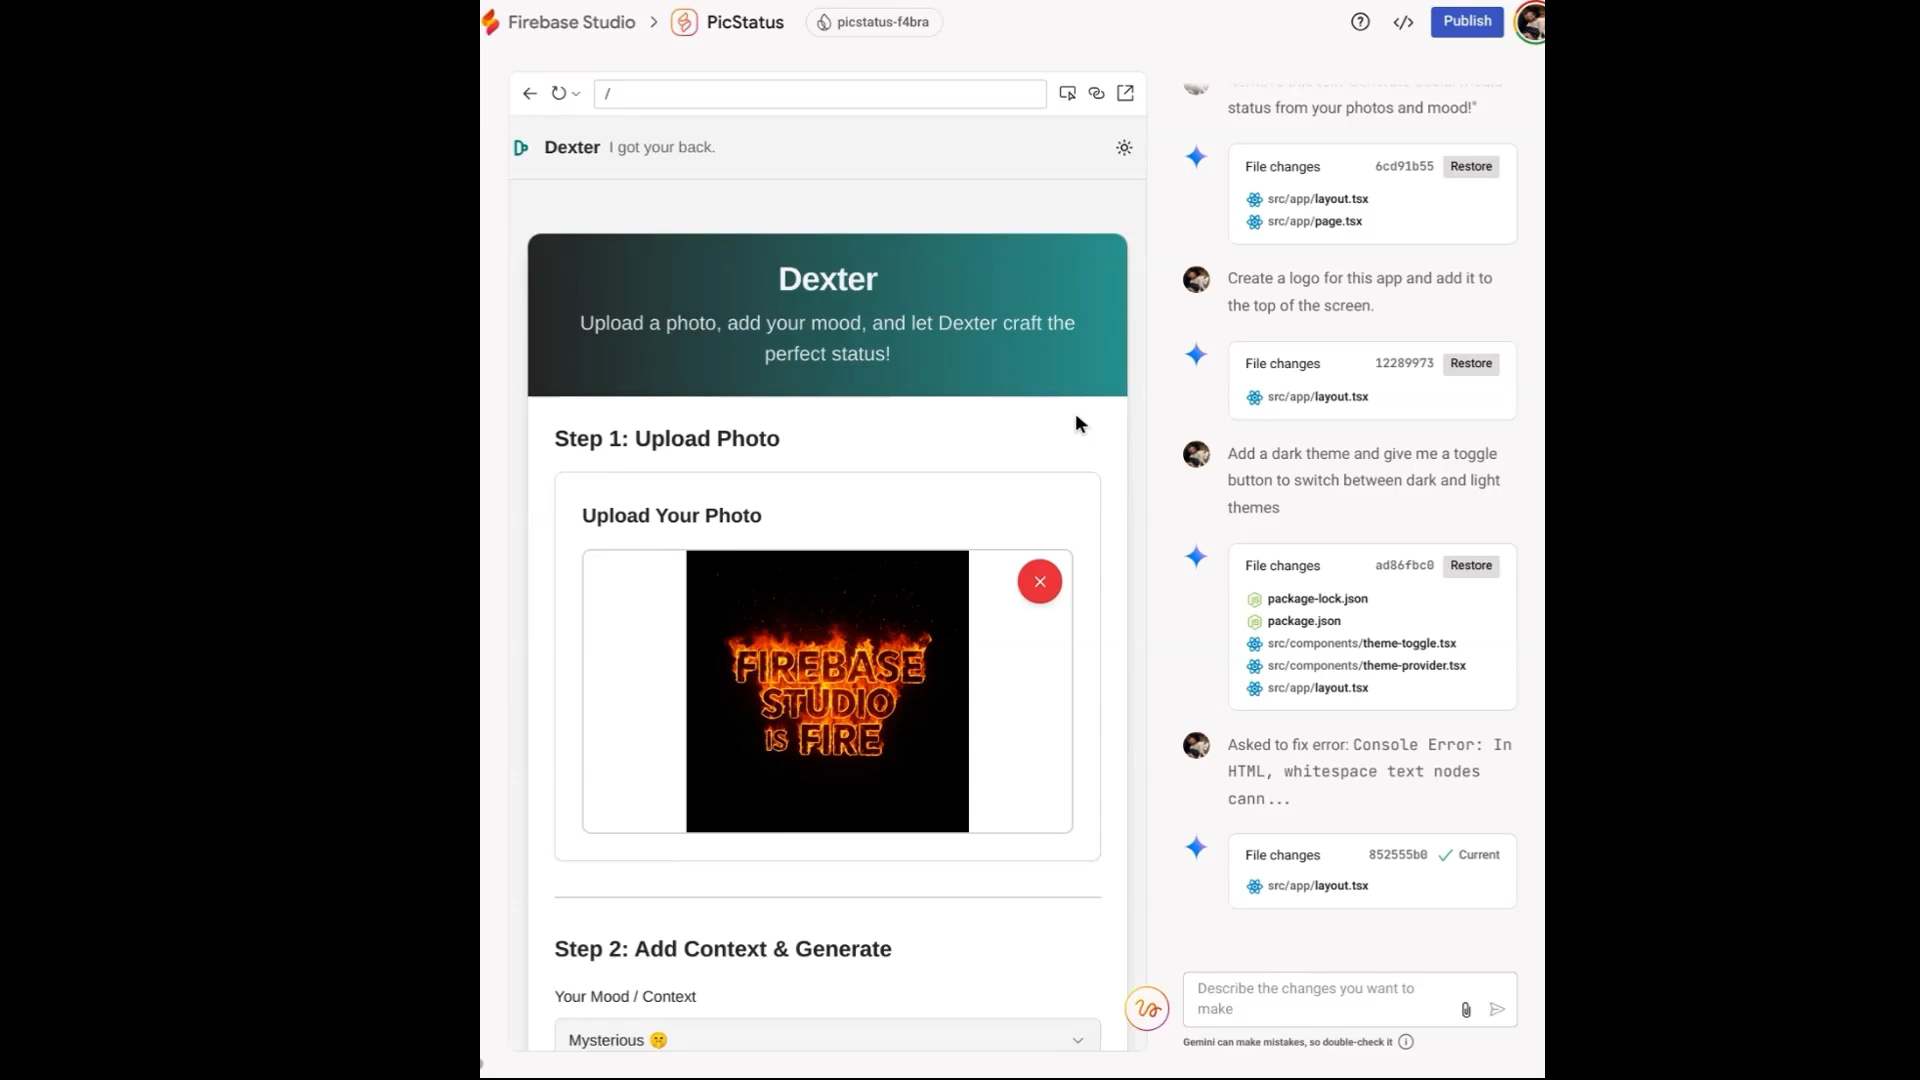 Firebase Studio > PicStatus picstatus-f4bra
Publish
/
Dexter I got your back.
Dexter
Upload a photo, add your mood, and let Dexter craft the
perfect status!
Step 1: Upload Photo
Upload Your Photo
FIREBASE
STUDIO
IS FIRE
Step 2: Add Context & Generate
Your Mood / Context
Mysterious 🤫
status from your photos and mood!"
File changes 6cd91b55 Restore
src/app/layout.tsx
src/app/page.tsx
Create a logo for this app and add it to
the top of the screen.
File changes 12289973 Restore
src/app/layout.tsx
Add a dark theme and give me a toggle
button to switch between dark and light
themes
File changes ad86fbc0 Restore
package-lock.json
package.json
src/components/theme-toggle.tsx
src/components/theme-provider.tsx
src/app/layout.tsx
Asked to fix error: Console Error: In
HTML, whitespace text nodes
cann...
File changes 852555b0 Current
src/app/layout.tsx
Describe the changes you want to
make
Gemini can make mistakes, so double-check it